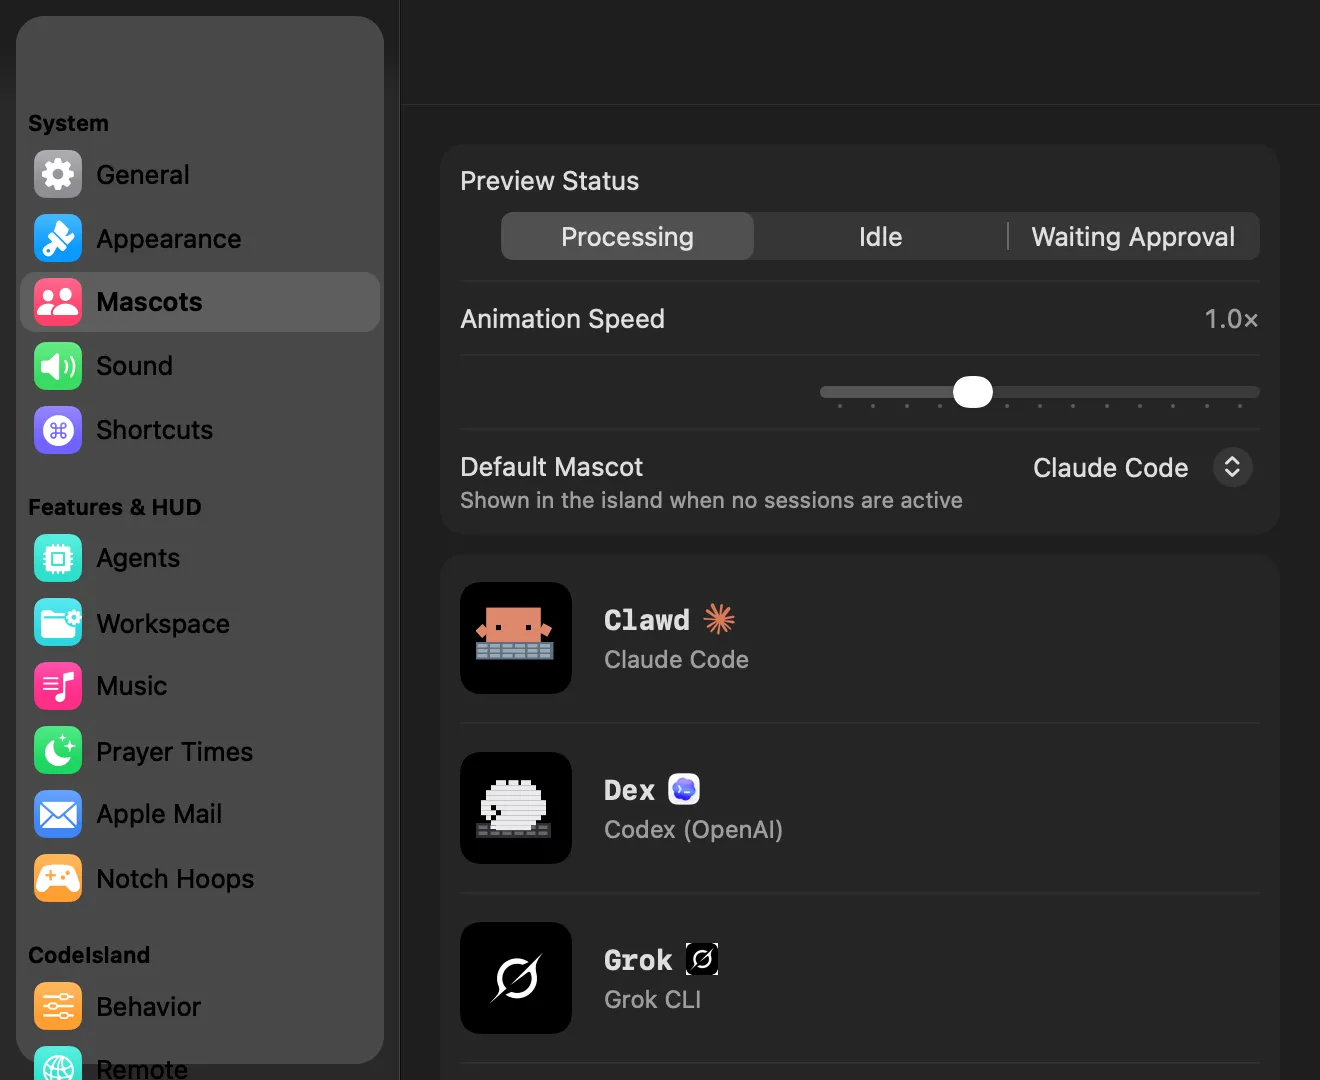 System
General
Appearance
Mascots
Sound
Shortcuts
Features & HUD
Agents
Workspace
Music
Prayer Times
Apple Mail
Notch Hoops
CodeIsland
Behavior
Remote
Preview Status
Processing
Idle
Waiting Approval
Animation Speed
1.0×
Default Mascot
Claude Code
Shown in the island when no sessions are active
Clawd
Claude Code
Dex
Codex (OpenAI)
Grok
Grok CLI